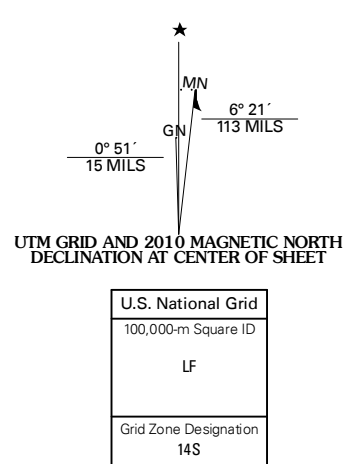 ★
MN
6° 21´
113 MILS
GN
0° 51´
15 MILS
UTM GRID AND 2010 MAGNETIC NORTH
DECLINATION AT CENTER OF SHEET
U.S. National Grid
100,000-m Square ID
LF
Grid Zone Designation
14S